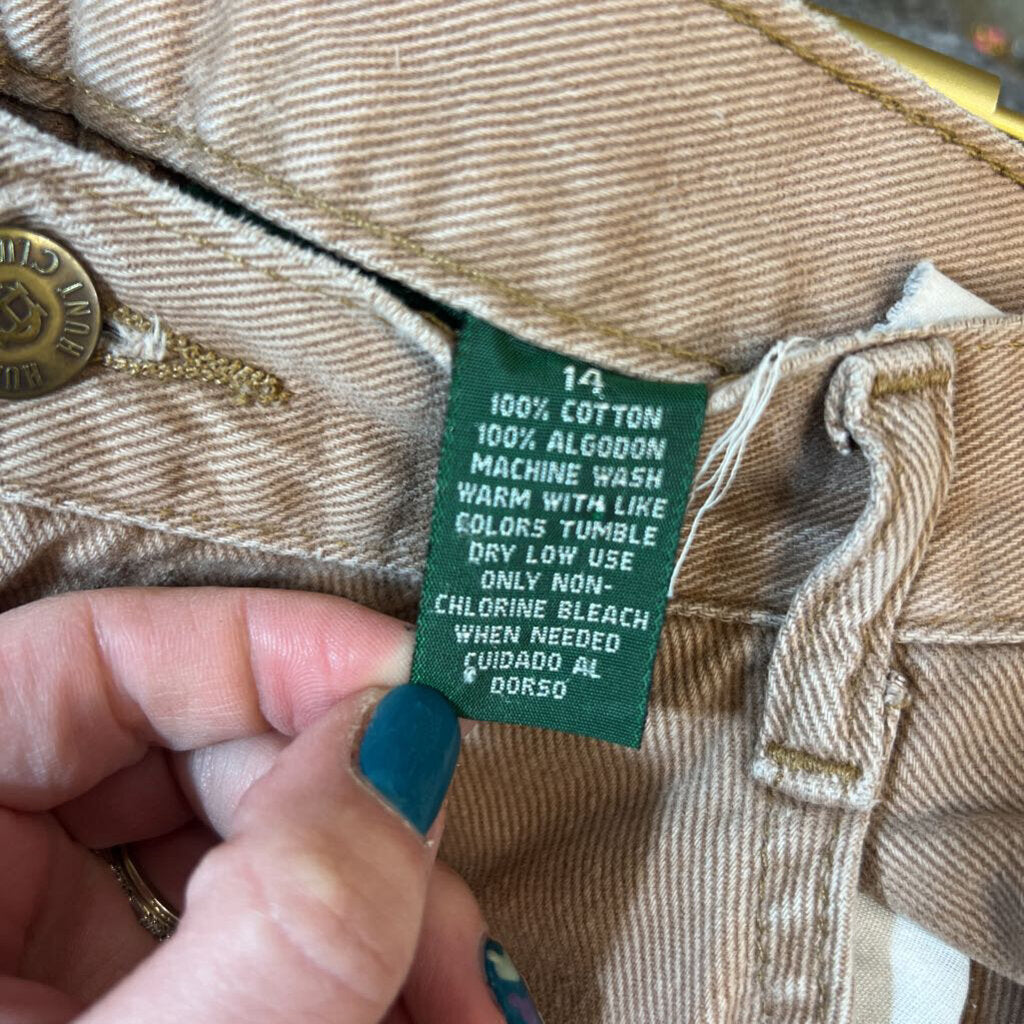 14
100% COTTON
100% ALGODON
MACHINE WASH
WARM WITH LIKE
COLORS TUMBLE
DRY LOW USE
ONLY NON-
CHLORINE BLEACH
WHEN NEEDED
CUIDADO AL
DORSO